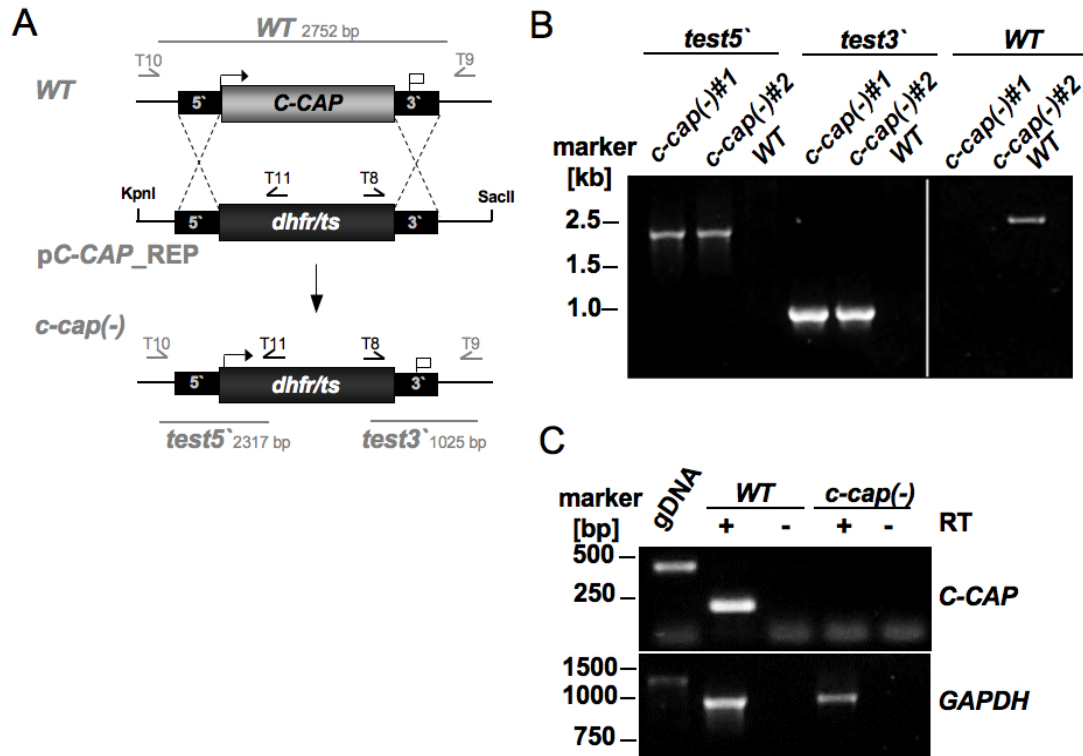 A
WT 2752 bp
T10
T9
WT
5`
C-CAP
3`
T11
T8
KpnI
SacII
5`
dhfr/ts
3`
pC-CAP_REP
c-cap(-)
T10
T11
T8
T9
5`
dhfr/ts
3`
test5` 2317 bp
test3` 1025 bp
B
test5`
test3`
WT
c-cap(-)#1
c-cap(-)#2
WT
c-cap(-)#1
c-cap(-)#2
WT
c-cap(-)#1
c-cap(-)#2
WT
marker
[kb]
2.5
1.5
1.0
C
marker
[bp]
gDNA
WT
c-cap(-)
+ - + - RT
500
250
C-CAP
1500
1000
750
GAPDH